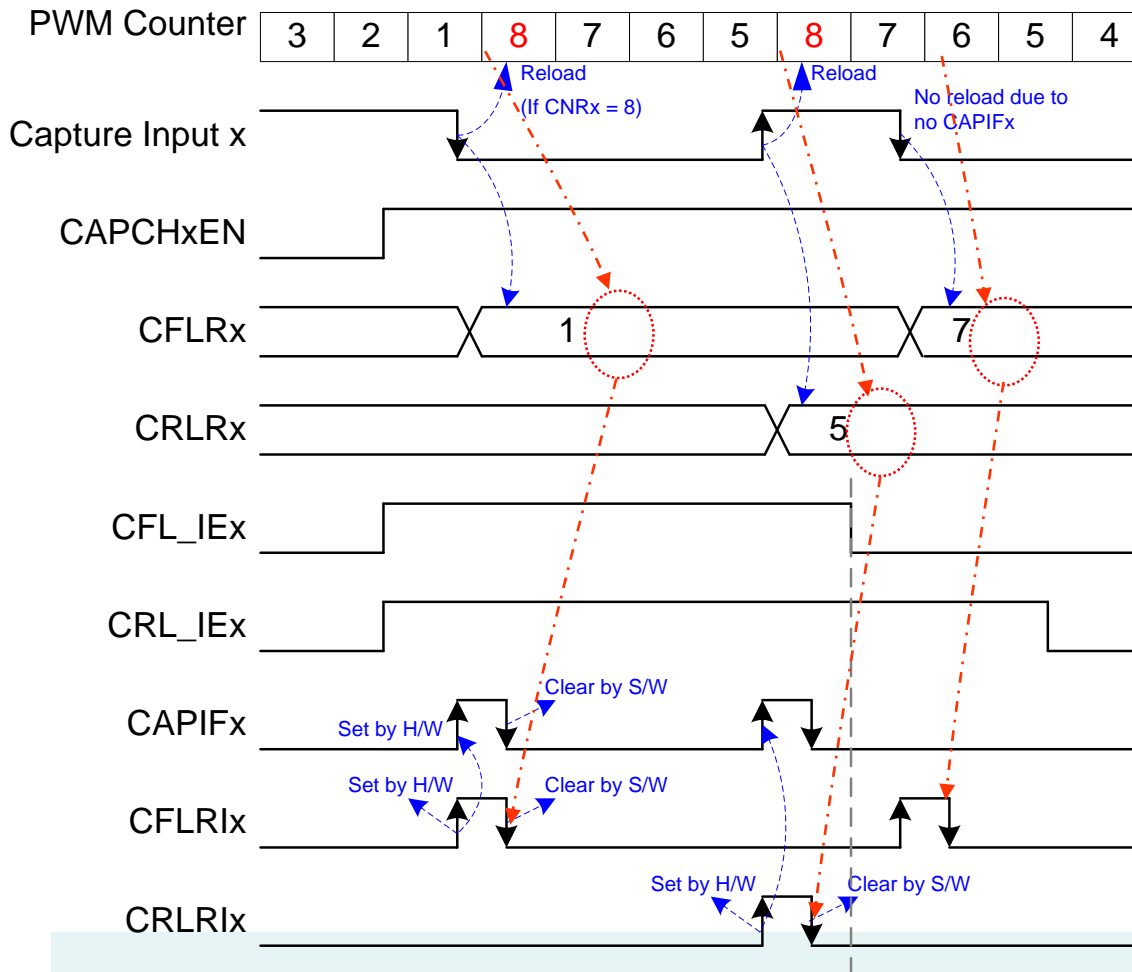 PWM Counter 3 2 1 8 7 6 5 8 7 6 5 4
Reload
(If CNRx = 8)
Reload
No reload due to
no CAPIFx
Capture Input x
CAPCHxEN
CFLRx 1 7
CRLRx 5
CFL_IEx
CRL_IEx
Clear by S/W
CAPIFx
Set by H/W
Set by H/W
Clear by S/W
CFLRIx
Set by H/W
Clear by S/W
CRLRIx